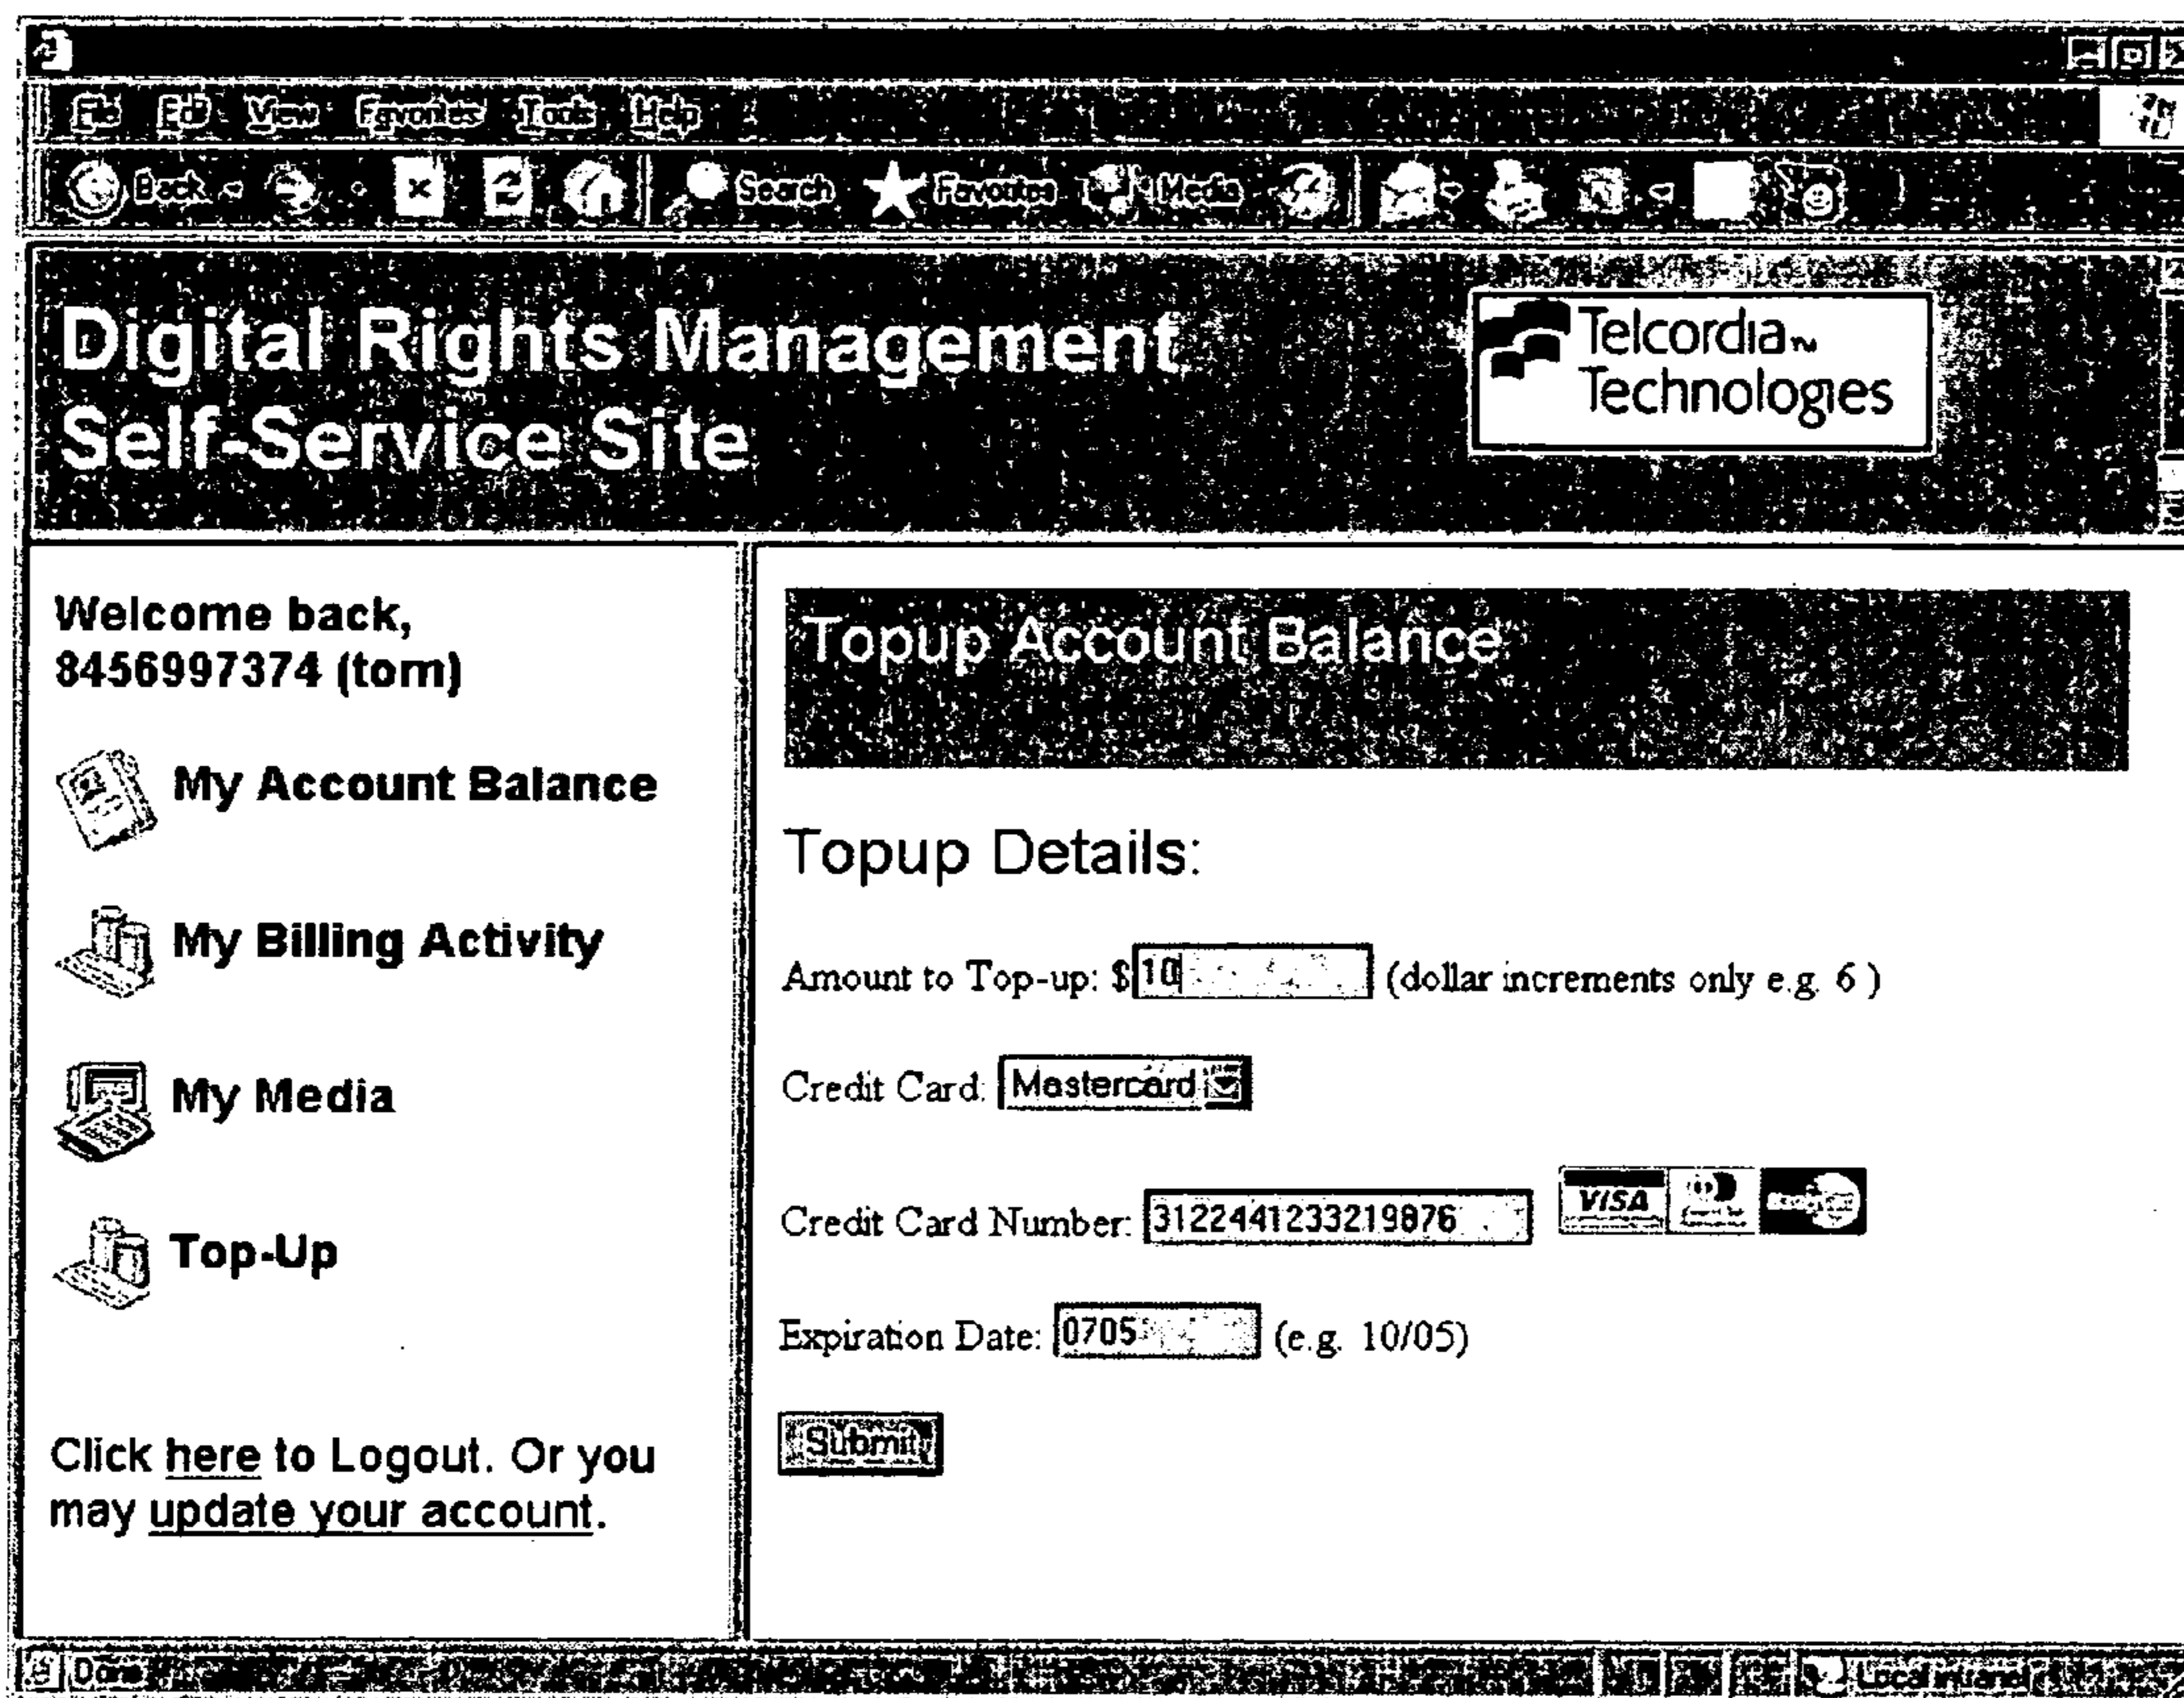 File Edit View Favorites Tools Help
Back Search Favorites Media
Digital Rights Management
Self-Service Site
Telcordia™
Technologies
Welcome back,
8456997374 (tom)
My Account Balance
My Billing Activity
My Media
Top-Up
Click here to Logout. Or you
may update your account.
Topup Account Balance
Topup Details:
Amount to Top-up: $10 (dollar increments only e.g. 6 )
Credit Card: Mastercard
Credit Card Number: 3122441233219876
VISA
Expiration Date: 0705 (e.g. 10/05)
Submit
Done
Local intranet